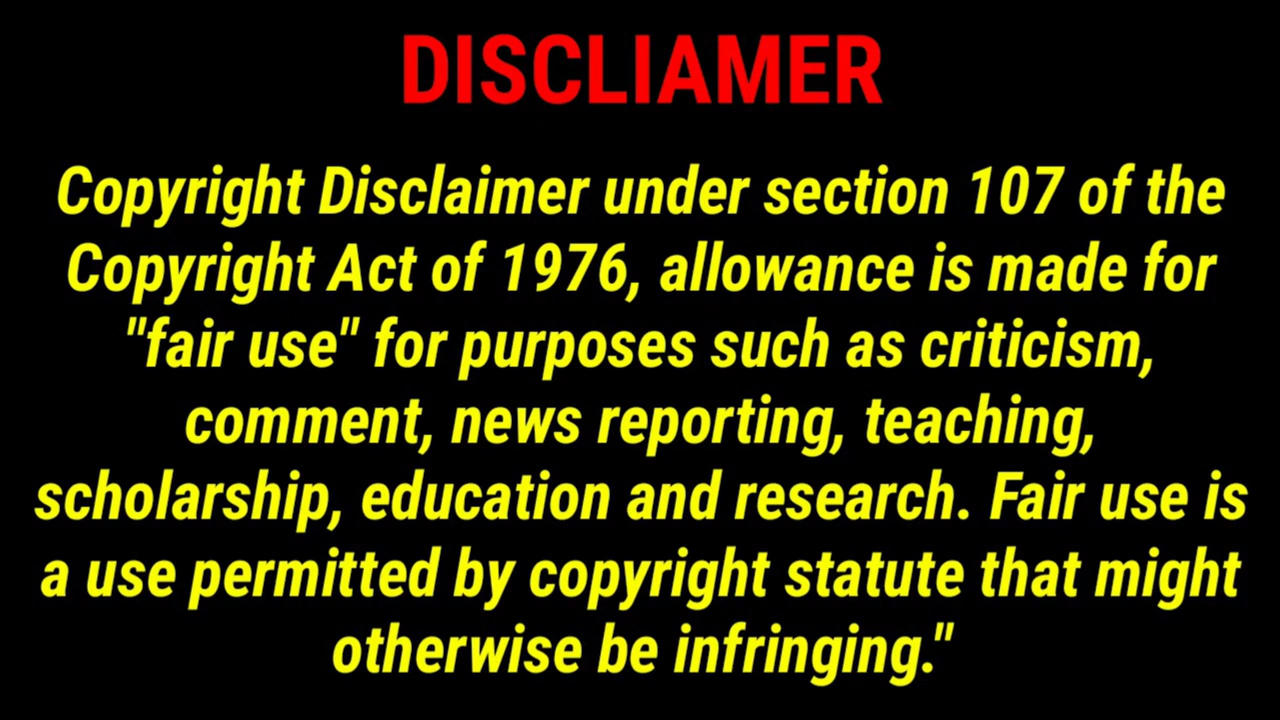 DISCLIAMER
Copyright Disclaimer under section 107 of the
Copyright Act of 1976, allowance is made for
"fair use" for purposes such as criticism,
comment, news reporting, teaching,
scholarship, education and research. Fair use is
a use permitted by copyright statute that might
otherwise be infringing."